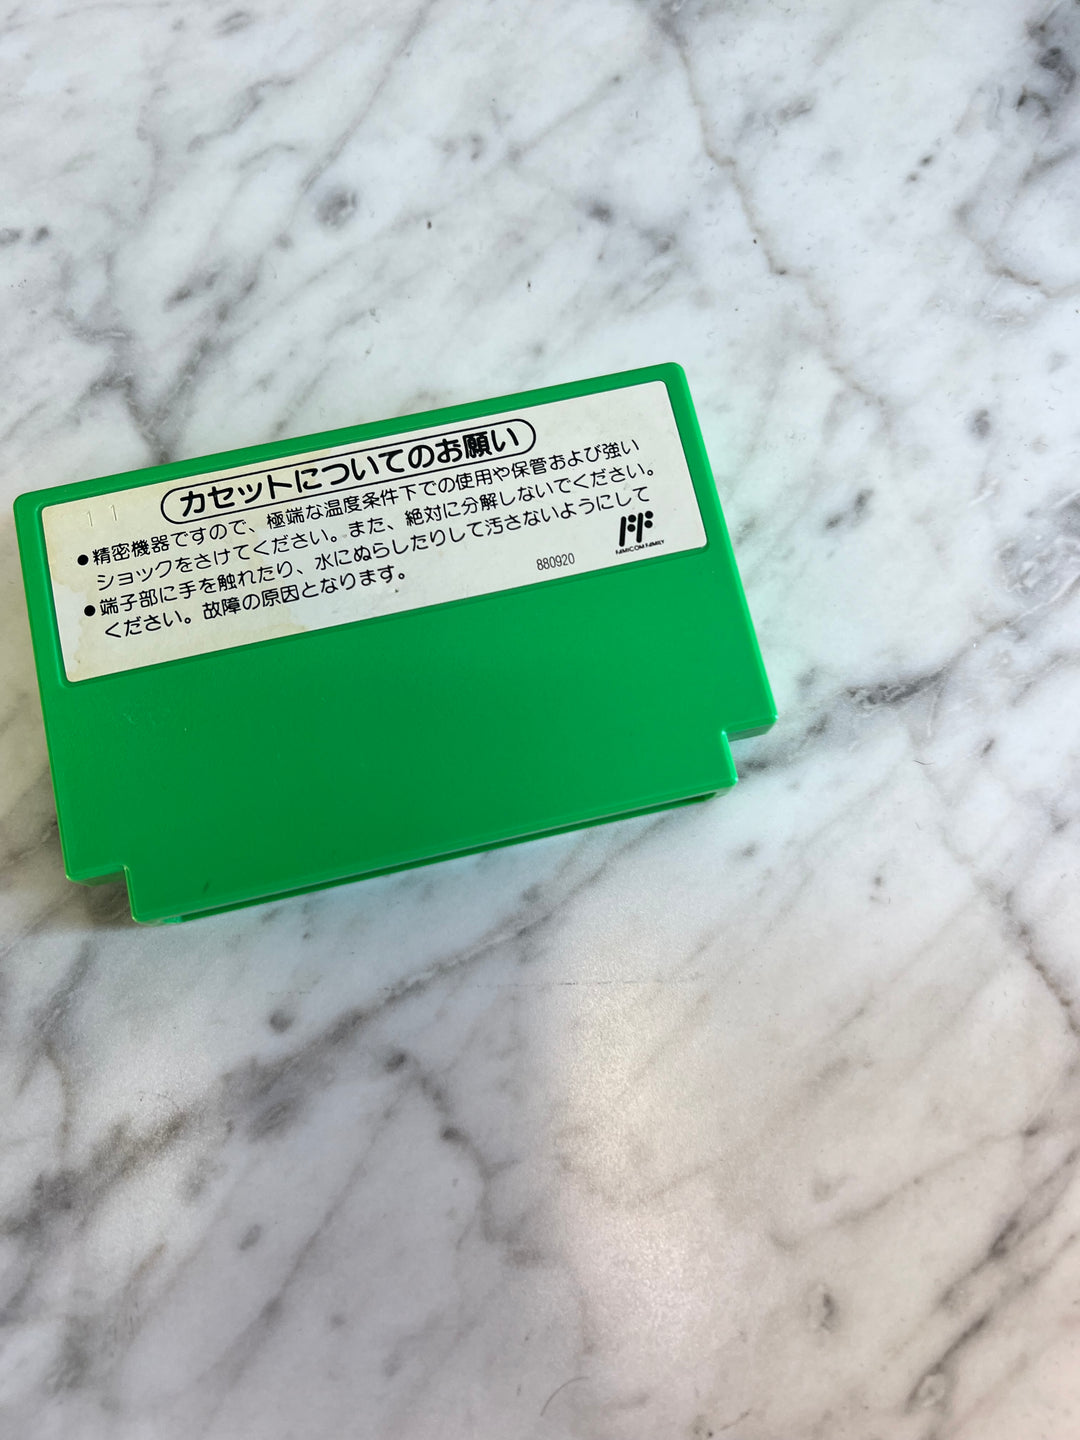 11
カセットについてのお願い
●精密機器ですので、極端な温度条件下での使用や保管および強い
ショックをさけてください。また、絶対に分解しないでください。
●端子部に手を触れたり、水にぬらしたりして汚さないようにして
ください。故障の原因となります。
880920
FF
FAMICOM FAMILY